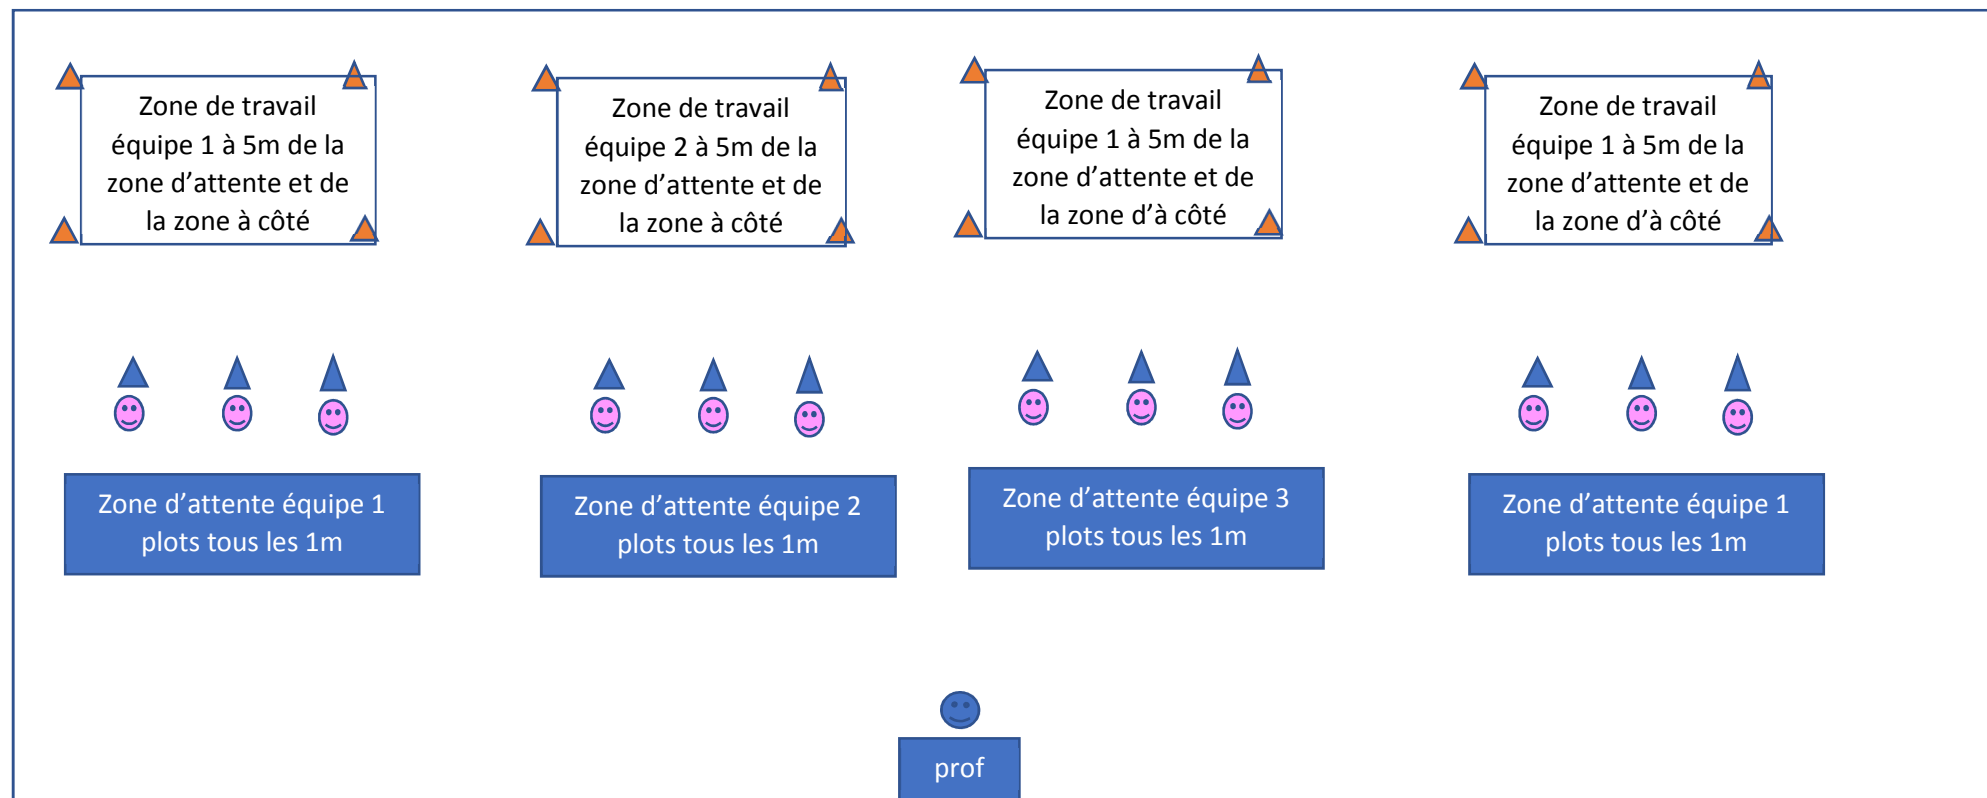 Zone de travail
équipe 1 à 5m de la
zone d'attente et de
la zone à côté
Zone de travail
équipe 2 à 5m de la
zone d'attente et de
la zone à côté
Zone de travail
équipe 1 à 5m de la
zone d'attente et de
la zone d'à côté
Zone de travail
équipe 1 à 5m de la
zone d'attente et de
la zone d'à côté
Zone d'attente équipe 1
plots tous les 1m
Zone d'attente équipe 2
plots tous les 1m
Zone d'attente équipe 3
plots tous les 1m
Zone d'attente équipe 1
plots tous les 1m
prof